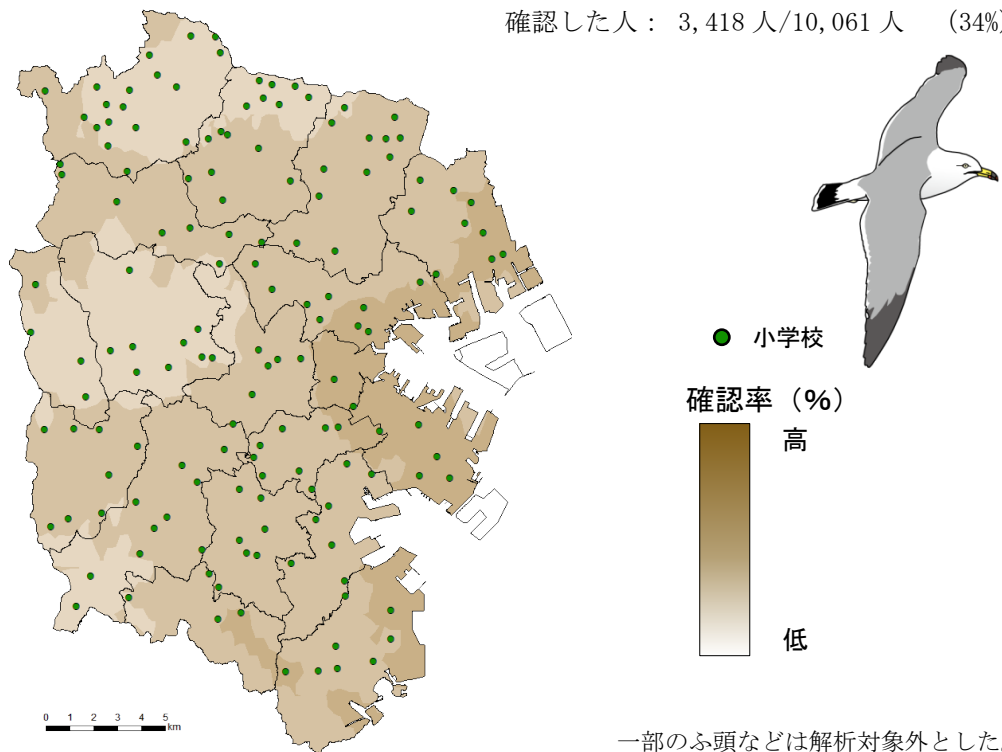 確認した人： 3,418 人/10,061 人 （34%)
小学校
確認率（%）
高
低
0 1 2 3 4 5
km
一部のふ頭などは解析対象外とした